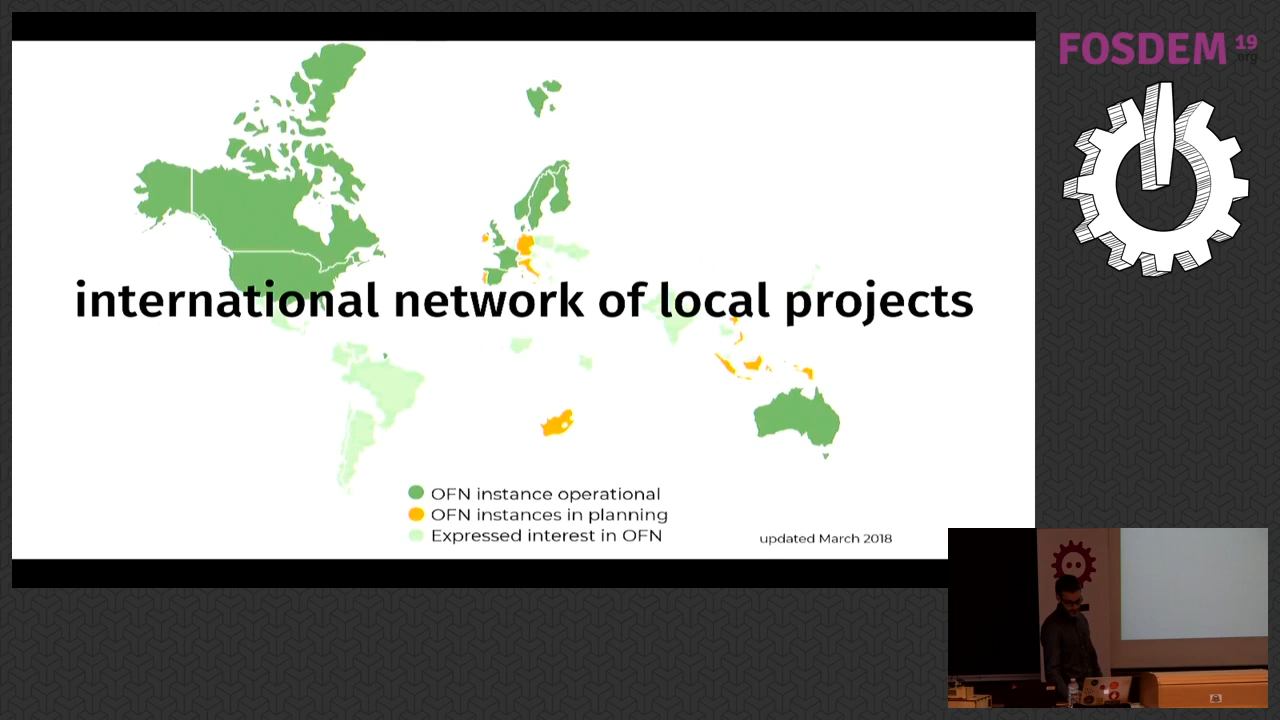 FOSDEM 19
.org
international network of local projects
OFN instance operational
OFN instances in planning
Expressed interest in OFN
updated March 2018